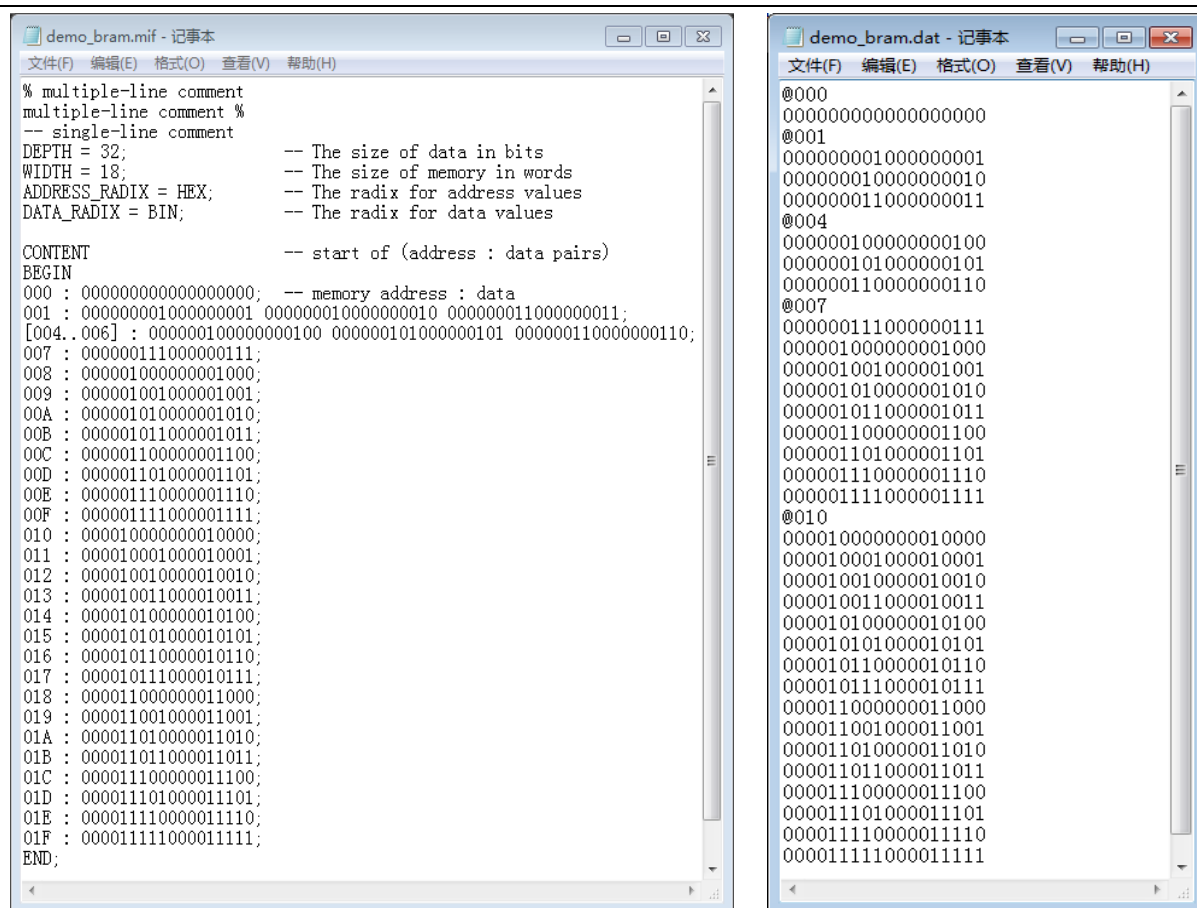 demo_bram.mif - 记事本
文件(F) 编辑(E) 格式(O) 查看(V) 帮助(H)
% multiple-line comment
multiple-line comment %
-- single-line comment
DEPTH = 32; -- The size of data in bits
WIDTH = 18; -- The size of memory in words
ADDRESS_RADIX = HEX; -- The radix for address values
DATA_RADIX = BIN; -- The radix for data values
CONTENT -- start of (address : data pairs)
BEGIN
000 : 000000000000000000; -- memory address : data
001 : 000000001000000001 000000010000000010 000000011000000011;
[004..006] : 000000100000000100 000000101000000101 000000110000000110;
007 : 000000111000000111;
008 : 000001000000001000;
009 : 000001001000001001;
00A : 000001010000001010;
00B : 000001011000001011;
00C : 000001100000001100;
00D : 000001101000001101;
00E : 000001110000001110;
00F : 000001111000001111;
010 : 000010000000010000;
011 : 000010001000010001;
012 : 000010010000010010;
013 : 000010011000010011;
014 : 000010100000010100;
015 : 000010101000010101;
016 : 000010110000010110;
017 : 000010111000010111;
018 : 000011000000011000;
019 : 000011001000011001;
01A : 000011010000011010;
01B : 000011011000011011;
01C : 000011100000011100;
01D : 000011101000011101;
01E : 000011110000011110;
01F : 000011111000011111;
END;
demo_bram.dat - 记事本
文件(F) 编辑(E) 格式(O) 查看(V) 帮助(H)
@000
000000000000000000
@001
000000001000000001
000000010000000010
000000011000000011
@004
000000100000000100
000000101000000101
000000110000000110
@007
000000111000000111
000001000000001000
000001001000001001
000001010000001010
000001011000001011
000001100000001100
000001101000001101
000001110000001110
000001111000001111
@010
000010000000010000
000010001000010001
000010010000010010
000010011000010011
000010100000010100
000010101000010101
000010110000010110
000010111000010111
000011000000011000
000011001000011001
000011010000011010
000011011000011011
000011100000011100
000011101000011101
000011110000011110
000011111000011111